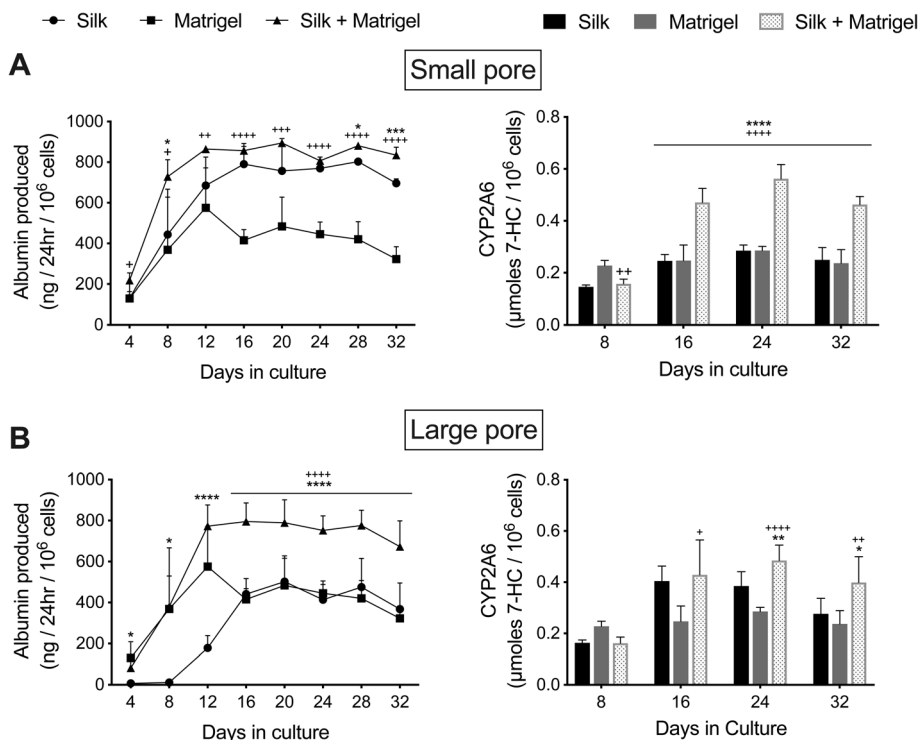 Silk Matrigel Silk + Matrigel
Silk Matrigel Silk + Matrigel
A
Small pore
Albumin produced
(ng / 24hr / 10⁶ cells)
1000
800
600
400
200
0
4 8 12 16 20 24 28 32
Days in culture
+
*
+
++
++++
+++
++++
*
++++
***
++++
CYP2A6
(μmoles 7-HC / 10⁶ cells)
0.8
0.6
0.4
0.2
0.0
8 16 24 32
Days in culture
++
****
++++
B
Large pore
Albumin produced
(ng / 24hr / 10⁶ cells)
1000
800
600
400
200
0
4 8 12 16 20 24 28 32
Days in culture
*
*
****
++++
****
CYP2A6
(μmoles 7-HC / 10⁶ cells)
0.8
0.6
0.4
0.2
0.0
8 16 24 32
Days in Culture
+
++++
**
++
*